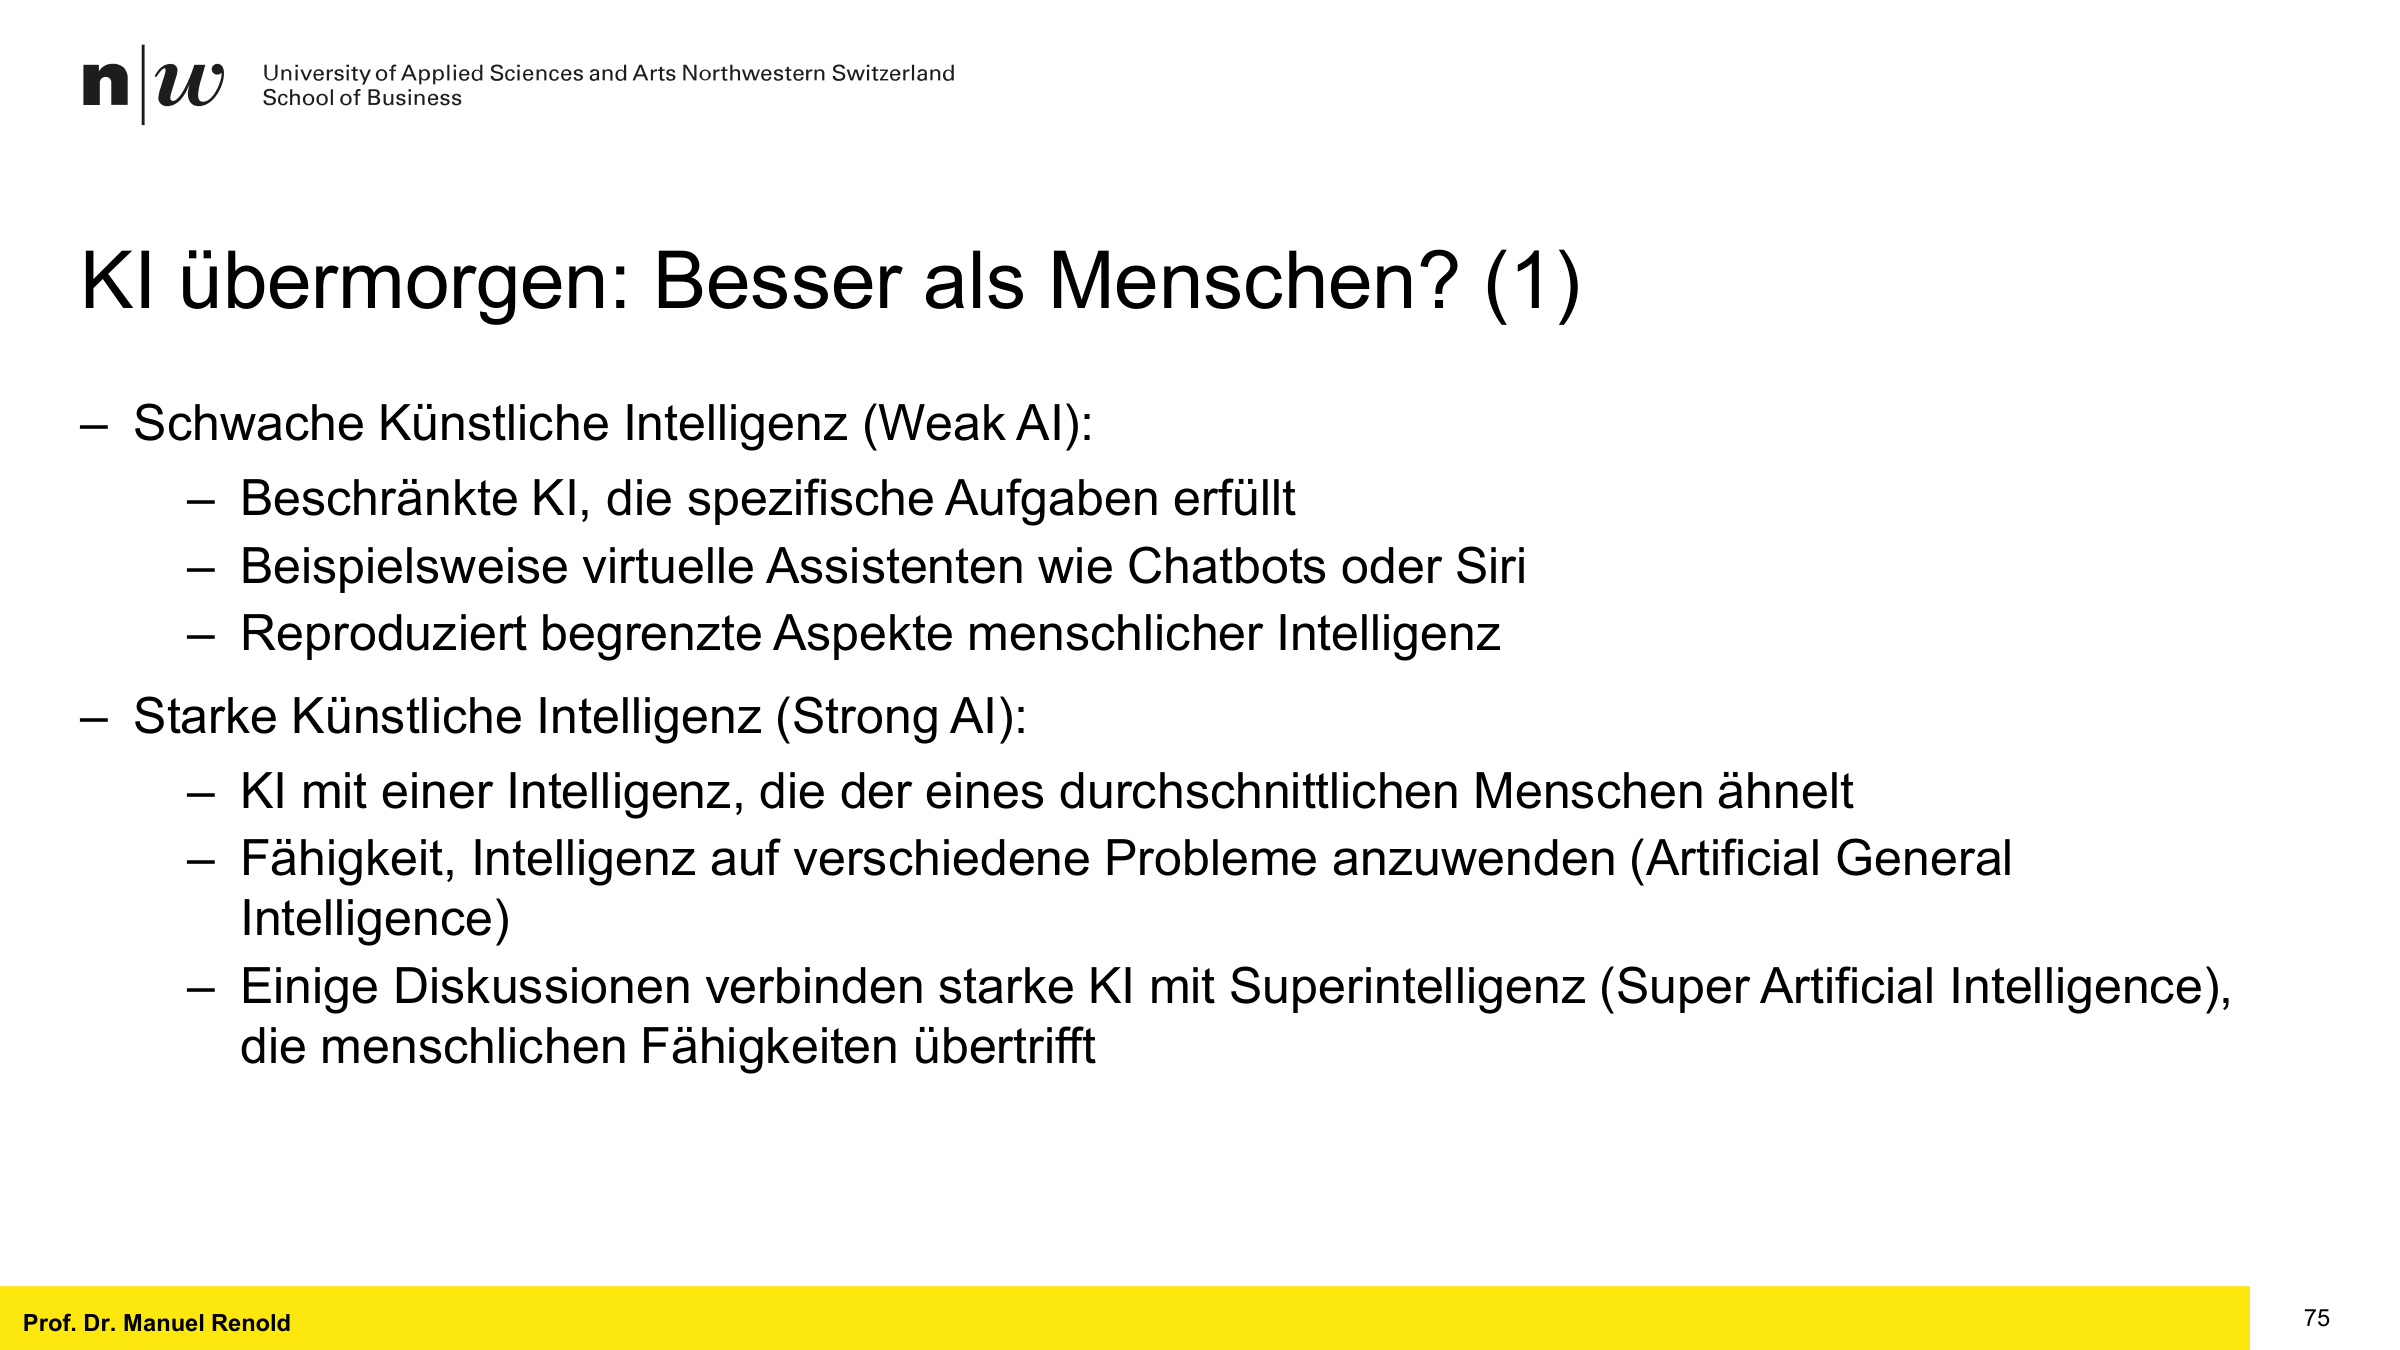 n|w University of Applied Sciences and Arts Northwestern Switzerland
School of Business
KI übermorgen: Besser als Menschen? (1)
– Schwache Künstliche Intelligenz (Weak AI):
– Beschränkte KI, die spezifische Aufgaben erfüllt
– Beispielsweise virtuelle Assistenten wie Chatbots oder Siri
– Reproduziert begrenzte Aspekte menschlicher Intelligenz
– Starke Künstliche Intelligenz (Strong AI):
– KI mit einer Intelligenz, die der eines durchschnittlichen Menschen ähnelt
– Fähigkeit, Intelligenz auf verschiedene Probleme anzuwenden (Artificial General
Intelligence)
– Einige Diskussionen verbinden starke KI mit Superintelligenz (Super Artificial Intelligence),
die menschlichen Fähigkeiten übertrifft
Prof. Dr. Manuel Renold
75